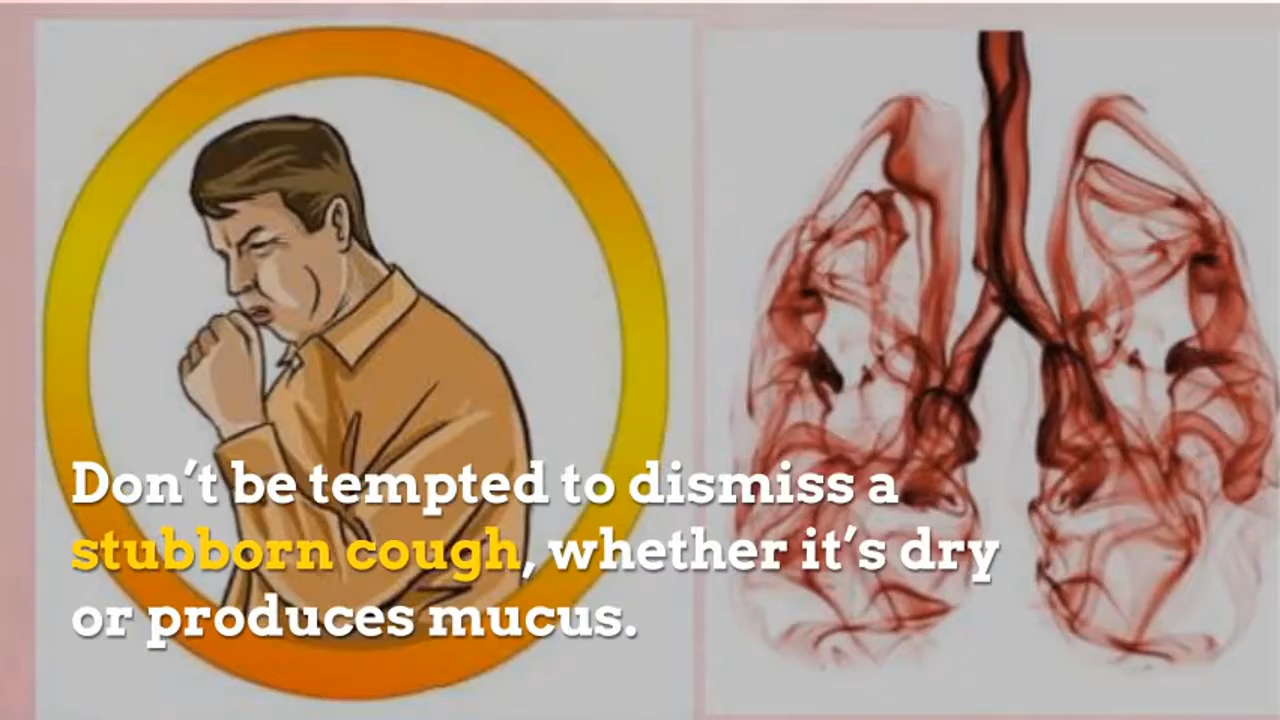 Don’t be tempted to dismiss a
stubborn cough, whether it’s dry
or produces mucus.